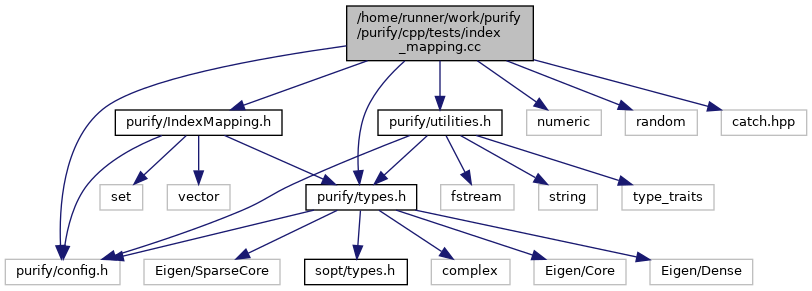 /home/runner/work/purify
/purify/cpp/tests/index
_mapping.cc
purify/IndexMapping.h
purify/utilities.h
numeric
random
catch.hpp
set
vector
purify/types.h
fstream
string
type_traits
purify/config.h
Eigen/SparseCore
sopt/types.h
complex
Eigen/Core
Eigen/Dense